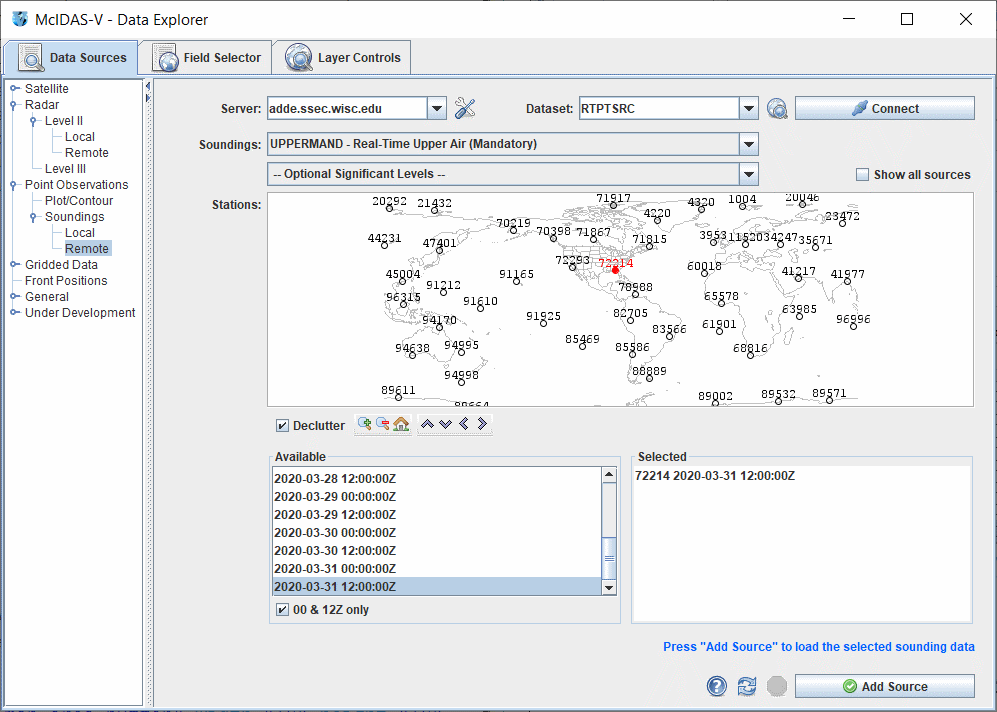 McIDAS-V - Data Explorer
Data Sources
Field Selector
Layer Controls
Satellite
Radar
Level II
Local
Remote
Level III
Point Observations
Plot/Contour
Soundings
Local
Remote
Gridded Data
Front Positions
General
Under Development
Server: adde.ssec.wisc.edu
Dataset: RTPTSRC
Connect
Soundings: UPPERMAND - Real-Time Upper Air (Mandatory)
-- Optional Significant Levels --
Show all sources
Stations:
20292 21432 71917 4320 1004 20046
70219 4220 23472
44231 47401 70398 71867 71815 3953 34247 35671
72293 72214 60018
45004 91165 41217 41977
91212 78988
96315 91610 65578
94170 91925 82705 63985
83566 61901 96996
94638 94995 85469 85586 68816
94998 88889
89611 89002 89532 89571
Declutter
Available
2020-03-28 12:00:00Z
2020-03-29 00:00:00Z
2020-03-29 12:00:00Z
2020-03-30 00:00:00Z
2020-03-30 12:00:00Z
2020-03-31 00:00:00Z
2020-03-31 12:00:00Z
00 & 12Z only
Selected
72214 2020-03-31 12:00:00Z
Press "Add Source" to load the selected sounding data
Add Source